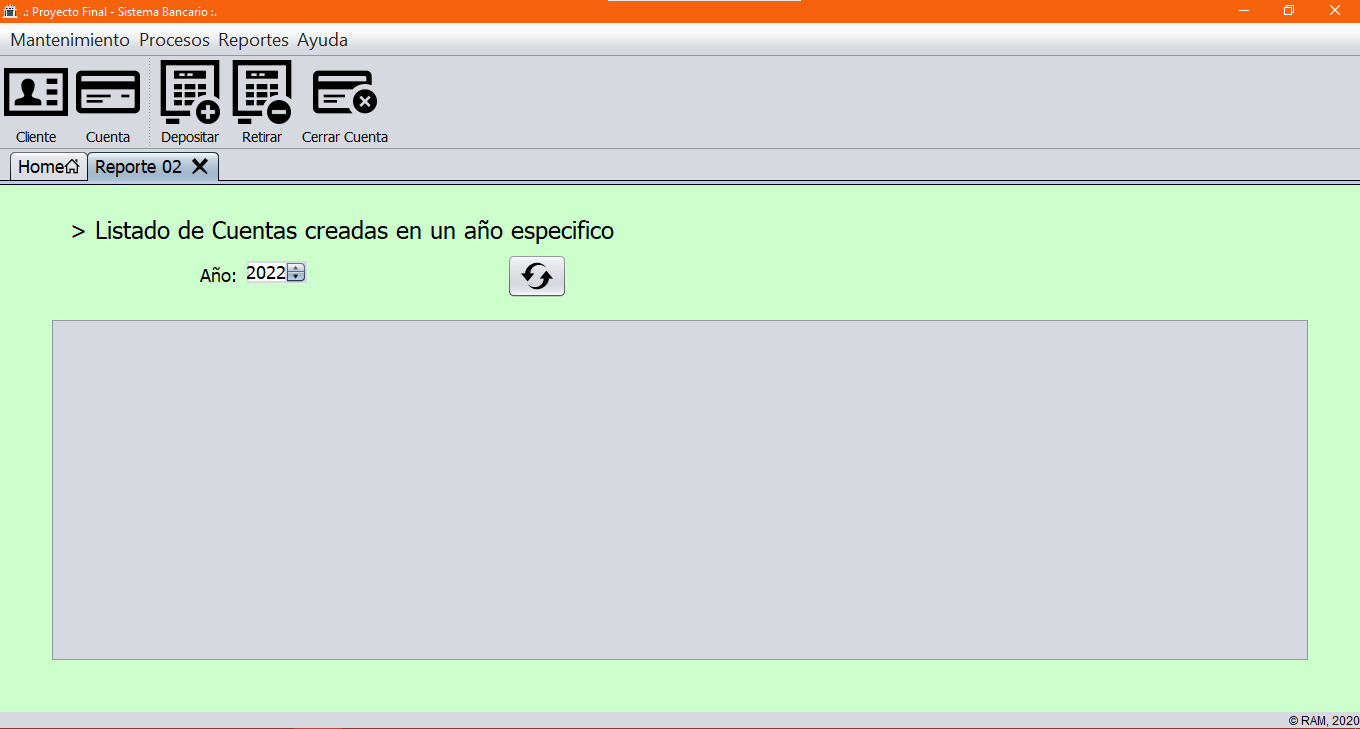 .: Proyecto Final - Sistema Bancario :.
Mantenimiento Procesos Reportes Ayuda
Cliente Cuenta Depositar Retirar Cerrar Cuenta
Home Reporte 02
> Listado de Cuentas creadas en un año especifico
Año: 2022
© RAM, 2020